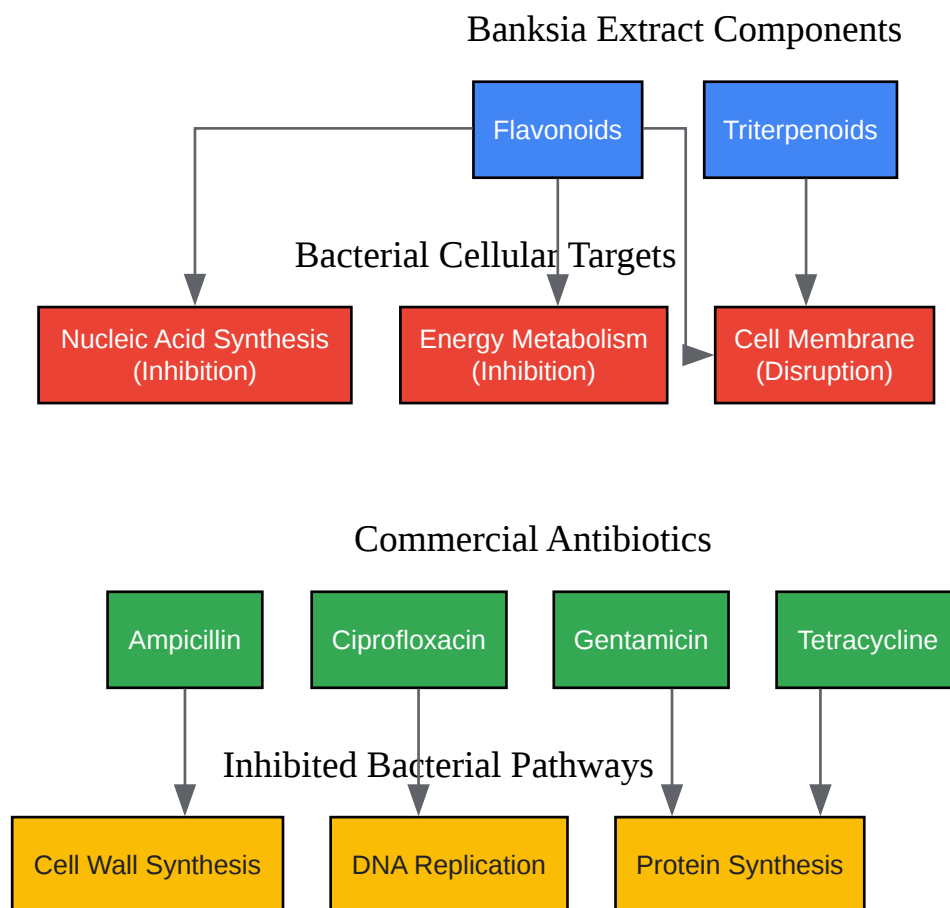 Banksia Extract Components
Flavonoids
Triterpenoids
Bacterial Cellular Targets
Nucleic Acid Synthesis
(Inhibition)
Energy Metabolism
(Inhibition)
Cell Membrane
(Disruption)
Commercial Antibiotics
Ampicillin
Ciprofloxacin
Gentamicin
Tetracycline
Inhibited Bacterial Pathways
Cell Wall Synthesis
DNA Replication
Protein Synthesis